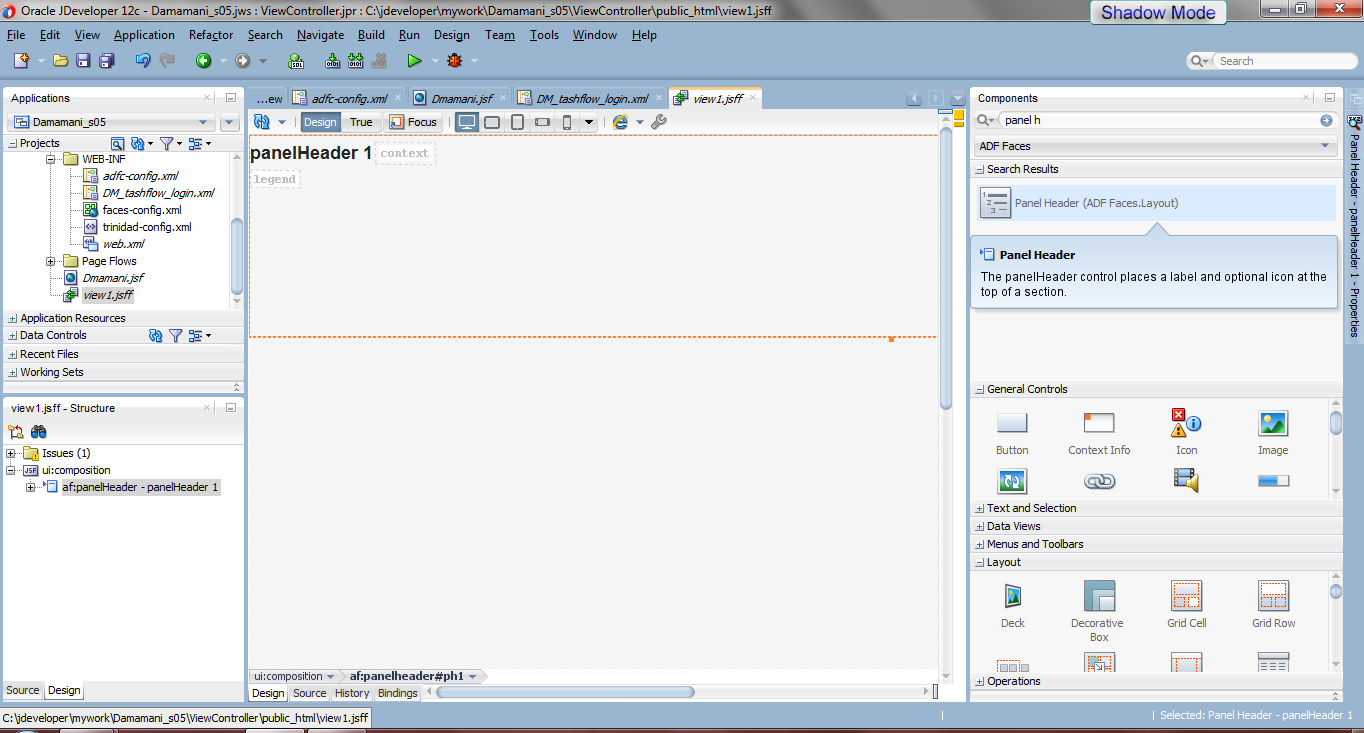 Oracle JDeveloper 12c - Damamani_s05.jws : ViewController.jpr : C:\jdeveloper\mywork\Damamani_s05\ViewController\public_html\view1.jsff
Shadow Mode
File Edit View Application Refactor Search Navigate Build Run Design Team Tools Window Help
Search
Applications
Damamani_s05
Projects
WEB-INF
adfc-config.xml
DM_tashflow_login.xml
faces-config.xml
trinidad-config.xml
web.xml
Page Flows
Dmamani.jsf
view1.jsff
Application Resources
Data Controls
Recent Files
Working Sets
view1.jsff - Structure
Issues (1)
ui:composition
af:panelHeader - panelHeader 1
Source Design
...ew adfc-config.xml Dmamani.jsf DM_tashflow_login.xml view1.jsff
Design True Focus
panelHeader 1 context
legend
ui:composition af:panelheader#ph1
Design Source History Bindings
Components
panel h
ADF Faces
Search Results
Panel Header (ADF Faces.Layout)
Panel Header
The panelHeader control places a label and optional icon at the
top of a section.
General Controls
Button Context Info Icon Image
Text and Selection
Data Views
Menus and Toolbars
Layout
Deck Decorative Grid Cell Grid Row
Box
Operations
Panel Header - panelHeader 1 - Properties
C:\jdeveloper\mywork\Damamani_s05\ViewController\public_html\view1.jsff
Selected: Panel Header - panelHeader 1